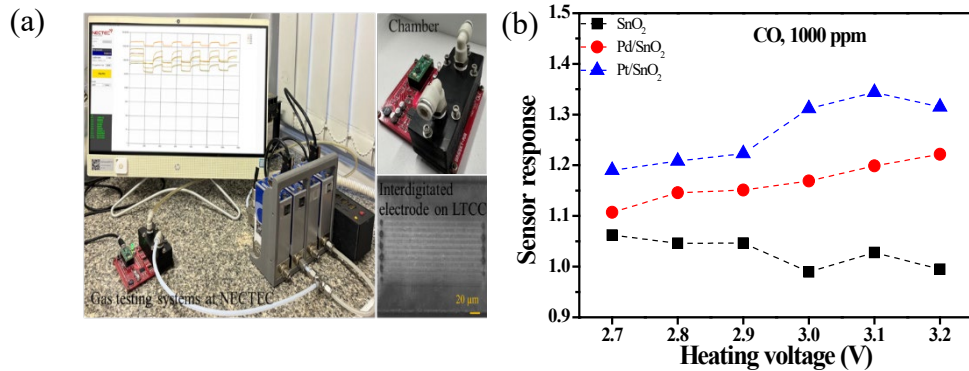 (a)
NECTEC
Gas testing systems at NECTEC
Chamber
Interdigitated
electrode on LTCC
20 μm
(b)
1.5
1.4
1.3
1.2
1.1
1.0
0.9
Sensor response
SnO₂
Pd/SnO₂
Pt/SnO₂
CO, 1000 ppm
2.7 2.8 2.9 3.0 3.1 3.2
Heating voltage (V)